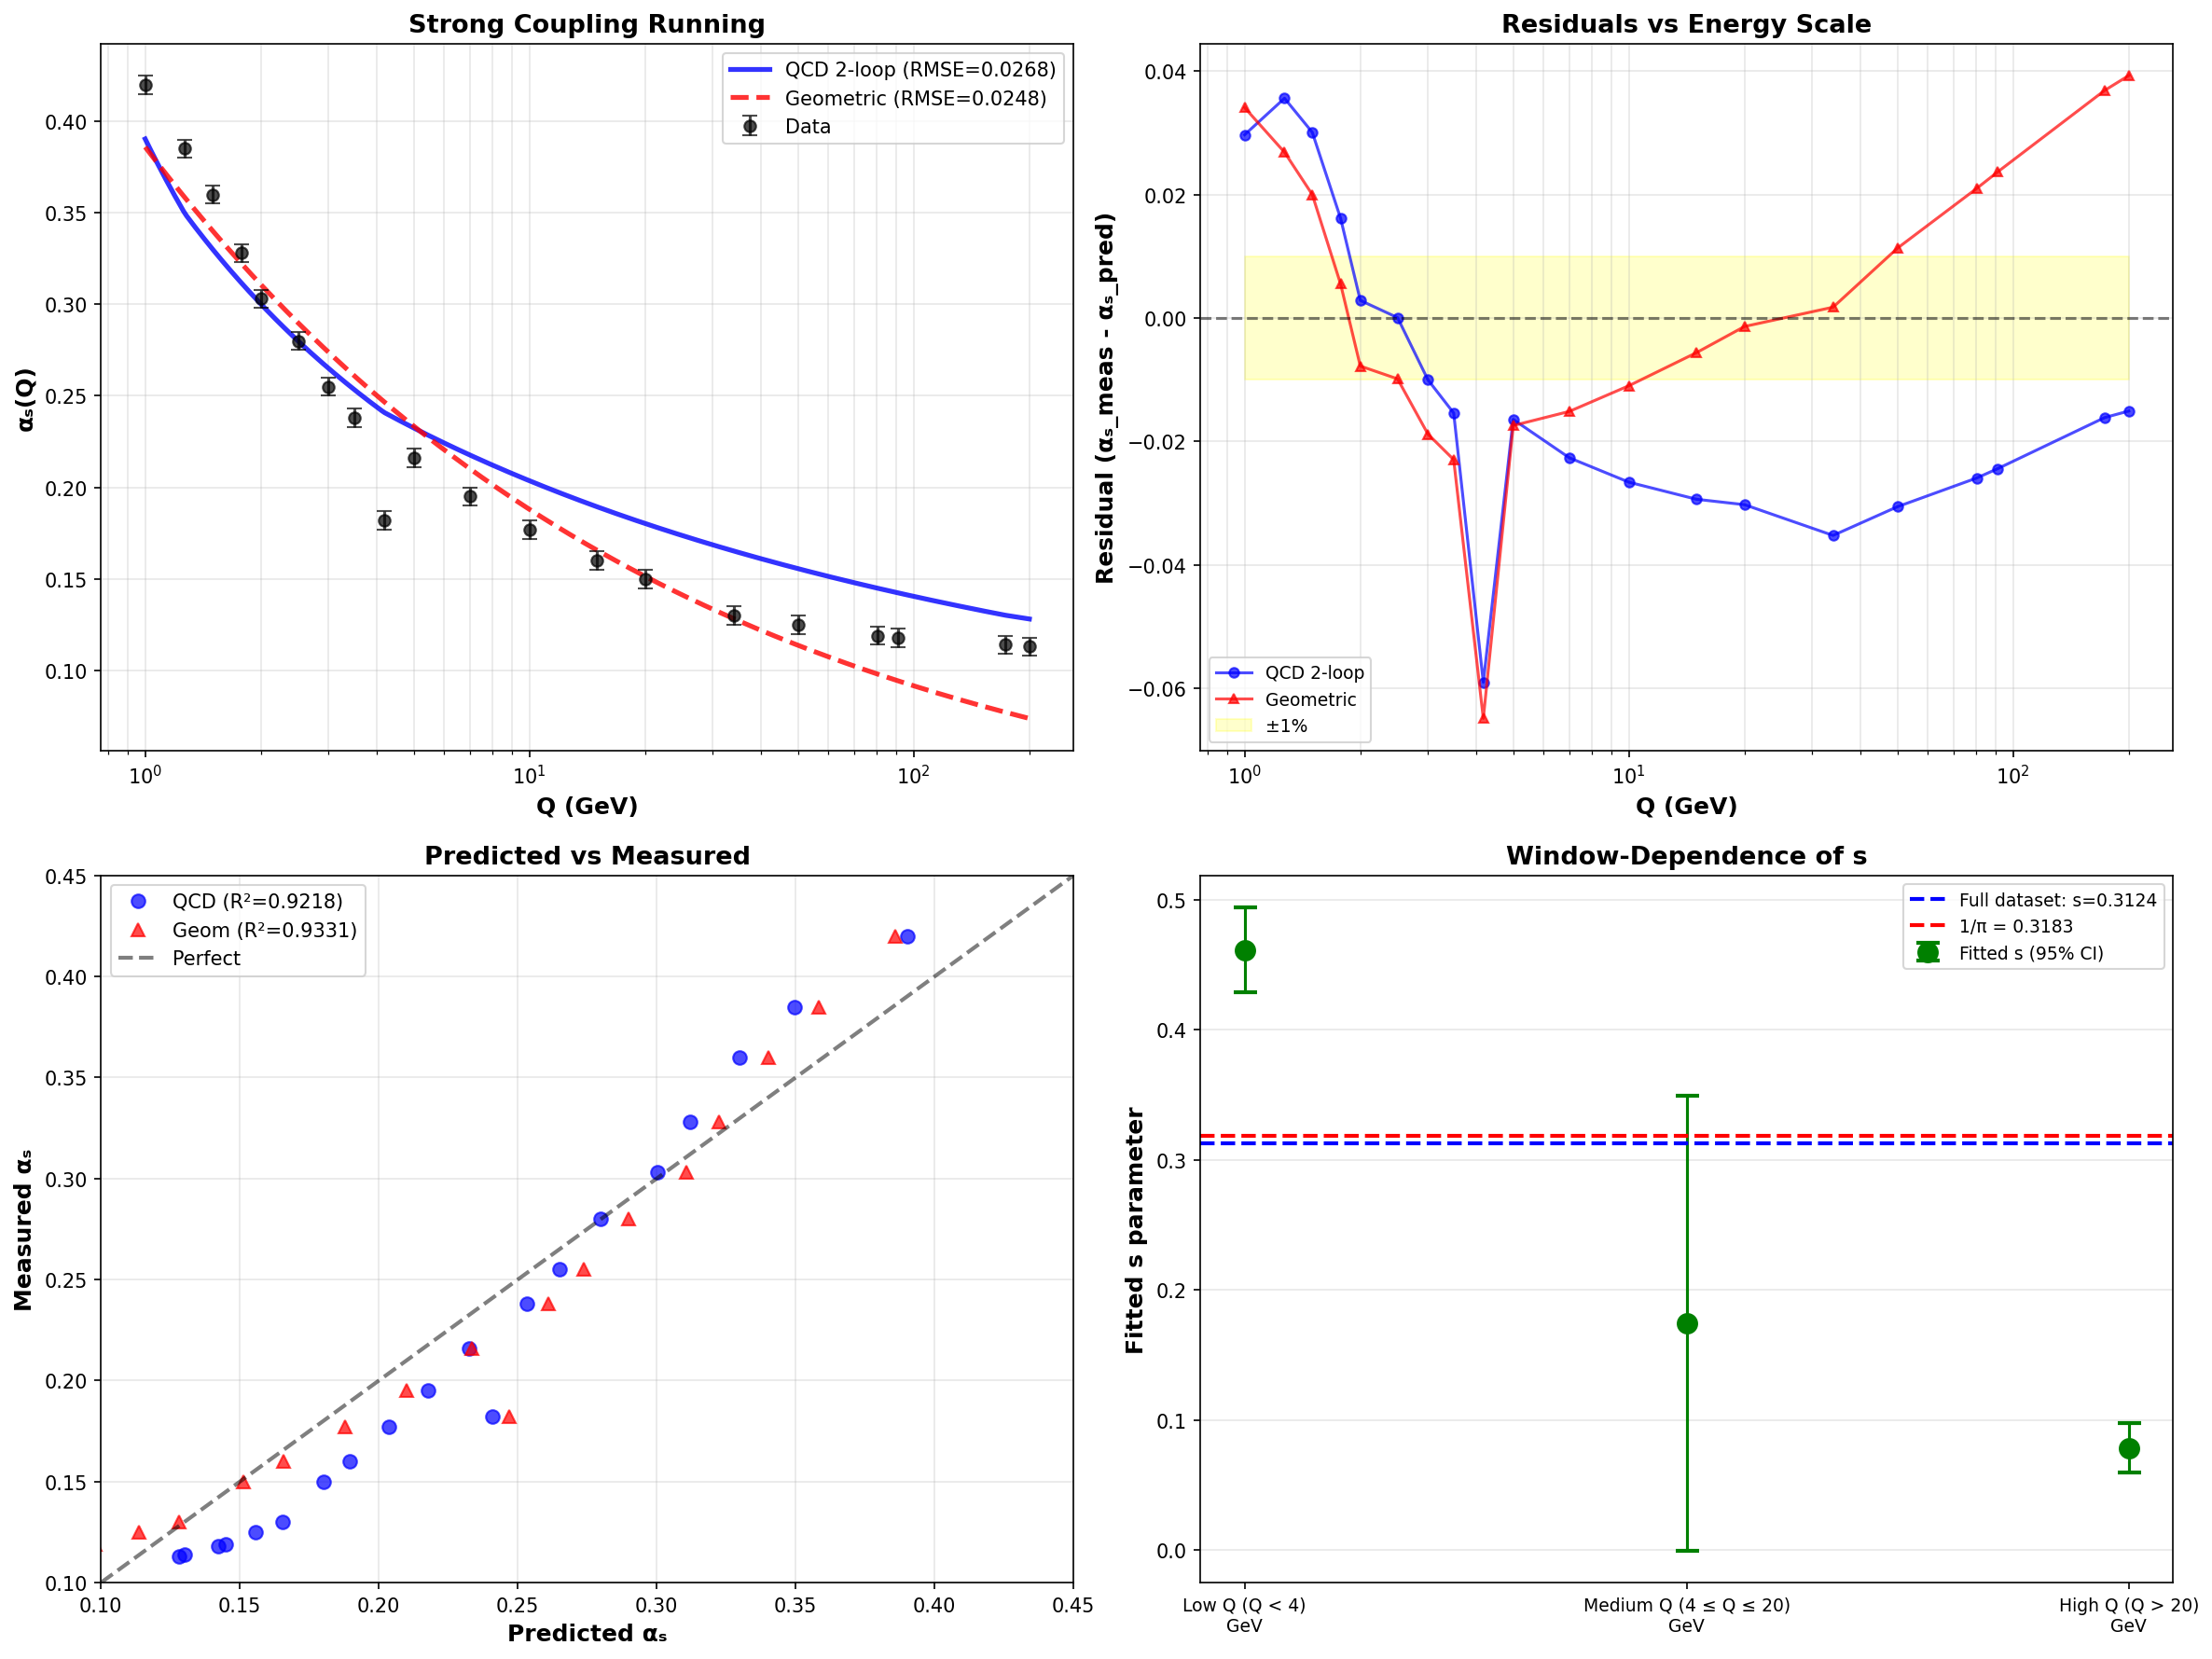 Strong Coupling Running
QCD 2-loop (RMSE=0.0268)
Geometric (RMSE=0.0248)
Data
αₛ(Q)
0.40
0.35
0.30
0.25
0.20
0.15
0.10
10⁰
10¹
10²
Q (GeV)
Residuals vs Energy Scale
Residual (αₛ_meas - αₛ_pred)
0.04
0.02
0.00
−0.02
−0.04
−0.06
QCD 2-loop
Geometric
±1%
10⁰
10¹
10²
Q (GeV)
Predicted vs Measured
QCD (R²=0.9218)
Geom (R²=0.9331)
Perfect
Measured αₛ
0.45
0.40
0.35
0.30
0.25
0.20
0.15
0.10
0.10
0.15
0.20
0.25
0.30
0.35
0.40
0.45
Predicted αₛ
Window-Dependence of s
Full dataset: s=0.3124
1/π = 0.3183
Fitted s (95% CI)
Fitted s parameter
0.5
0.4
0.3
0.2
0.1
0.0
Low Q (Q < 4)
GeV
Medium Q (4 ≤ Q ≤ 20)
GeV
High Q (Q > 20)
GeV